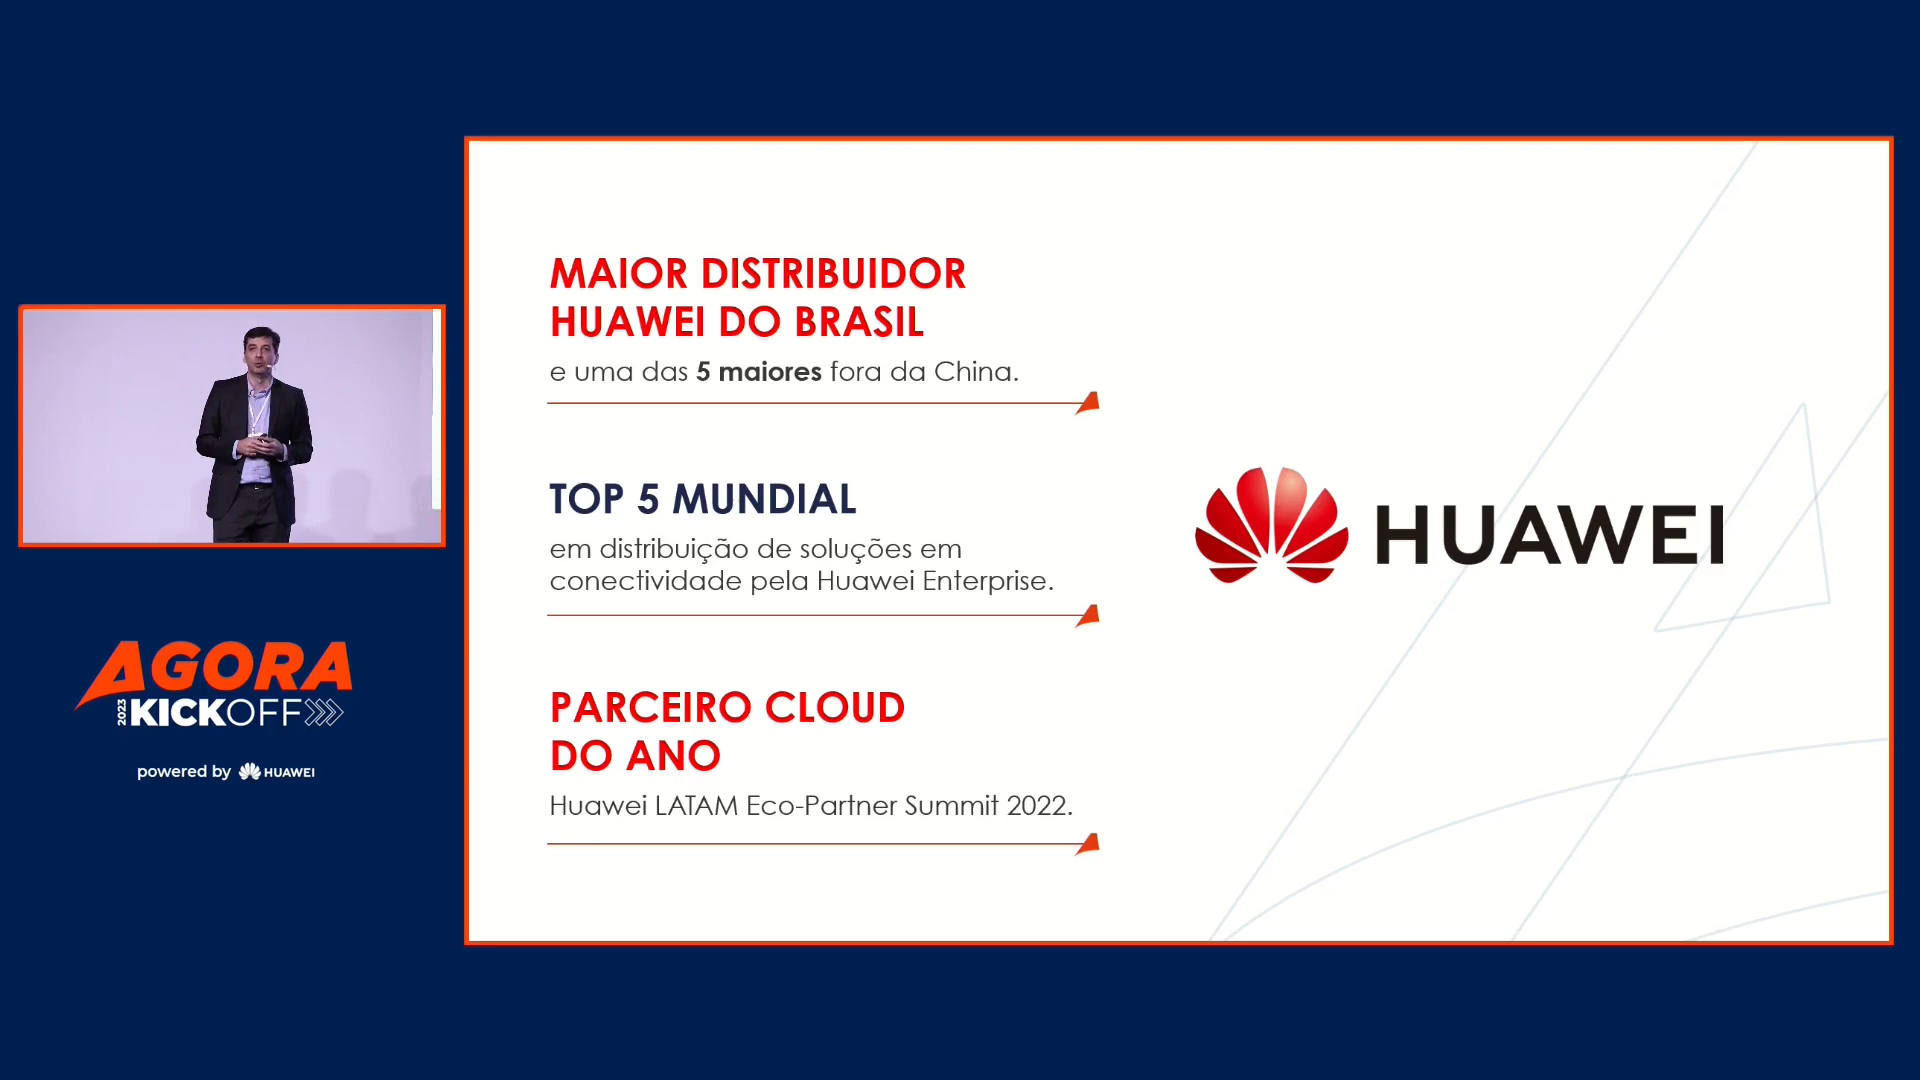 MAIOR DISTRIBUIDOR
HUAWEI DO BRASIL
e uma das 5 maiores fora da China.
TOP 5 MUNDIAL
em distribuição de soluções em
conectividade pela Huawei Enterprise.
PARCEIRO CLOUD
DO ANO
Huawei LATAM Eco-Partner Summit 2022.
HUAWEI
AGORA
2023 KICKOFF
powered by HUAWEI